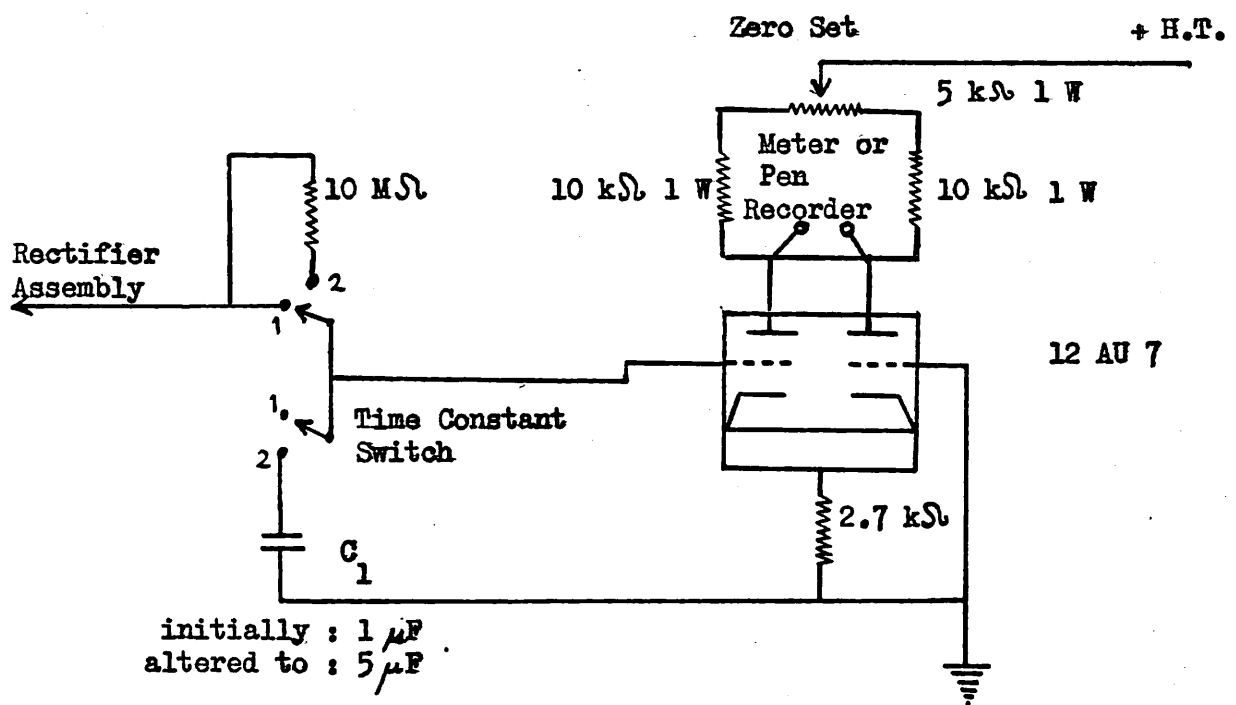 Zero Set
+ H.T.
5 kΩ 1 W
Meter or
Pen
Recorder
10 kΩ 1 W
10 kΩ 1 W
10 MΩ
Rectifier
Assembly
2
1
12 AU 7
1.
2
Time Constant
Switch
2.7 kΩ
C1
initially : 1 μF
altered to : 5 μF